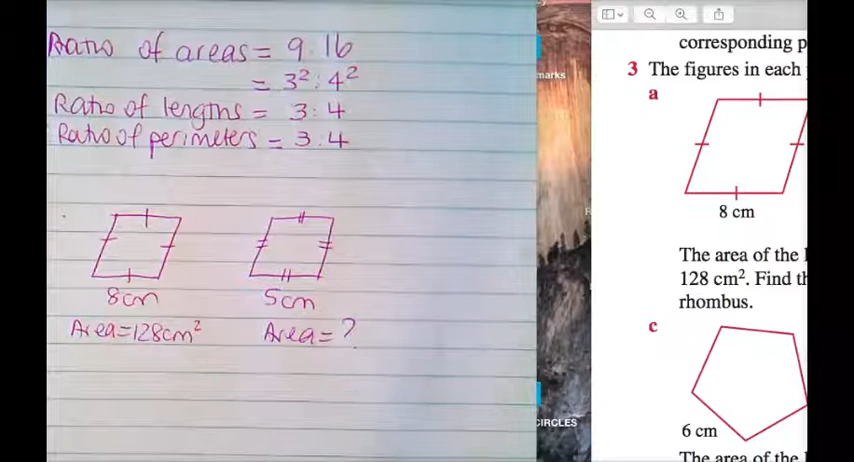 Ratio of areas = 9:16
= 3²:4²
Ratio of lengths = 3:4
Ratio of perimeters = 3:4
8cm
5cm
Area=128cm²
Area=?
marks
CIRCLES
corresponding p
3 The figures in each
a
8 cm
The area of the
128 cm². Find th
rhombus.
c
6 cm
The area of the